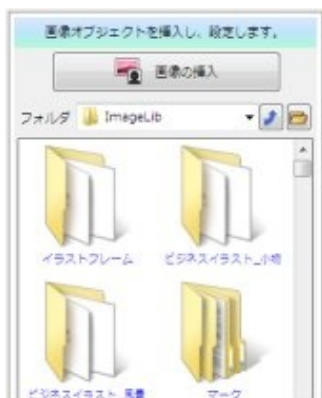 画像オブジェクトを挿入し、設定します。
画像の挿入
フォルダ ImageLib
イラストフレーム ビジネスイラスト_小物
ビジネスイラスト_風景 マーク